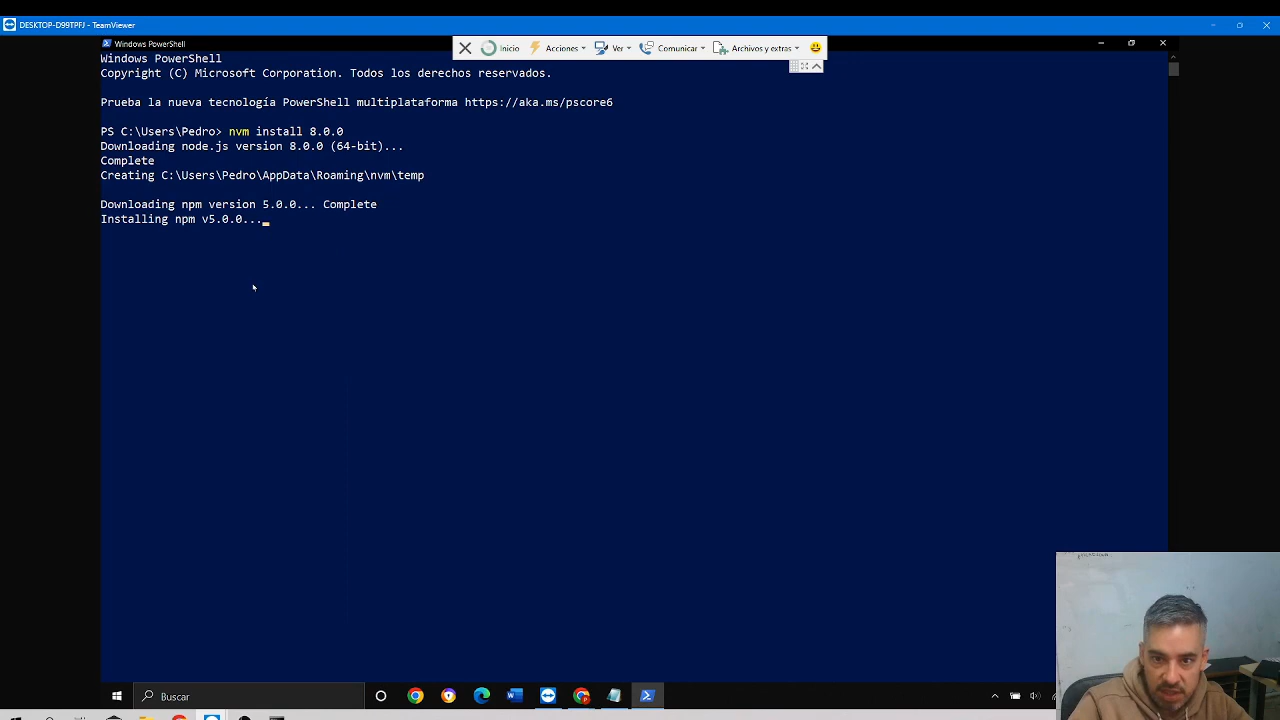 DESKTOP-D99TPFJ - TeamViewer
Windows PowerShell
Inicio
Acciones
Ver
Comunicar
Archivos y extras
Windows PowerShell
Copyright (C) Microsoft Corporation. Todos los derechos reservados.
Prueba la nueva tecnología PowerShell multiplataforma https://aka.ms/pscore6
PS C:\Users\Pedro> nvm install 8.0.0
Downloading node.js version 8.0.0 (64-bit)...
Complete
Creating C:\Users\Pedro\AppData\Roaming\nvm\temp
Downloading npm version 5.0.0... Complete
Installing npm v5.0.0...
Buscar